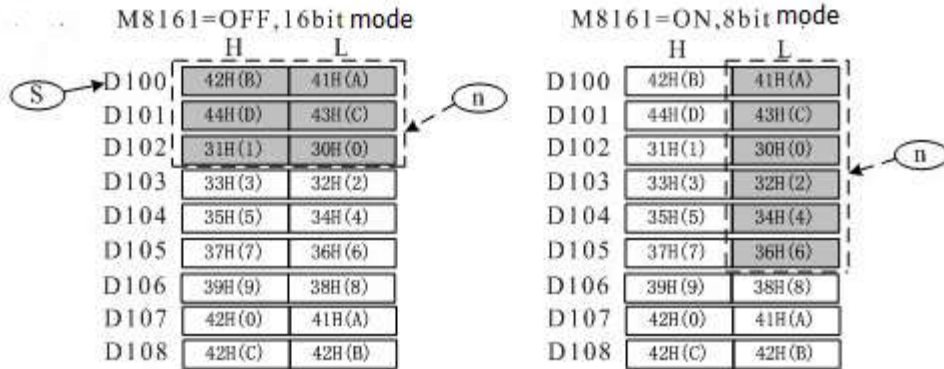 M8161=OFF,16bit mode
H L
S D100 42H(B) 41H(A)
D101 44H(D) 43H(C) n
D102 31H(1) 30H(0)
D103 33H(3) 32H(2)
D104 35H(5) 34H(4)
D105 37H(7) 36H(6)
D106 39H(9) 38H(8)
D107 42H(0) 41H(A)
D108 42H(C) 42H(B)
M8161=ON,8bit mode
H L
D100 42H(B) 41H(A)
D101 44H(D) 43H(C)
D102 31H(1) 30H(0) n
D103 33H(3) 32H(2)
D104 35H(5) 34H(4)
D105 37H(7) 36H(6)
D106 39H(9) 38H(8)
D107 42H(0) 41H(A)
D108 42H(C) 42H(B)